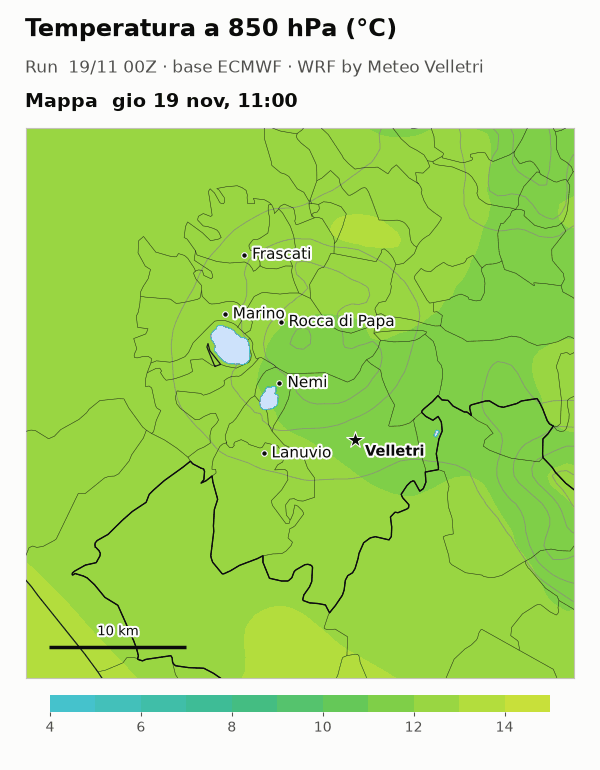 Temperatura a 850 hPa (°C)
Run  19/11 00Z · base ECMWF · WRF by Meteo Velletri
Mappa  gio 19 nov, 11:00
Frascati
Marino
Rocca di Papa
Nemi
Velletri
Lanuvio
10 km
4 6 8 10 12 14